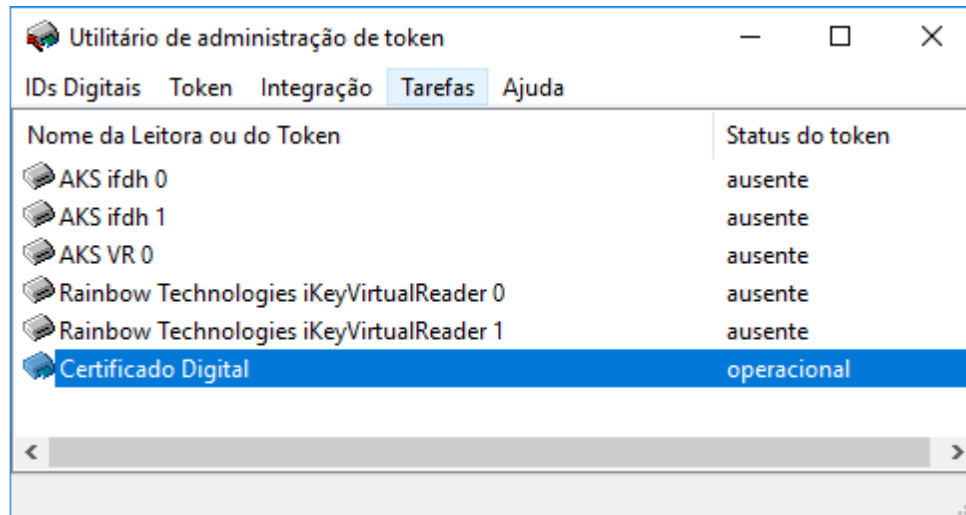 Utilitário de administração de token
IDs Digitais Token Integração Tarefas Ajuda
Nome da Leitora ou do Token Status do token
AKS ifdh 0 ausente
AKS ifdh 1 ausente
AKS VR 0 ausente
Rainbow Technologies iKeyVirtualReader 0 ausente
Rainbow Technologies iKeyVirtualReader 1 ausente
Certificado Digital operacional